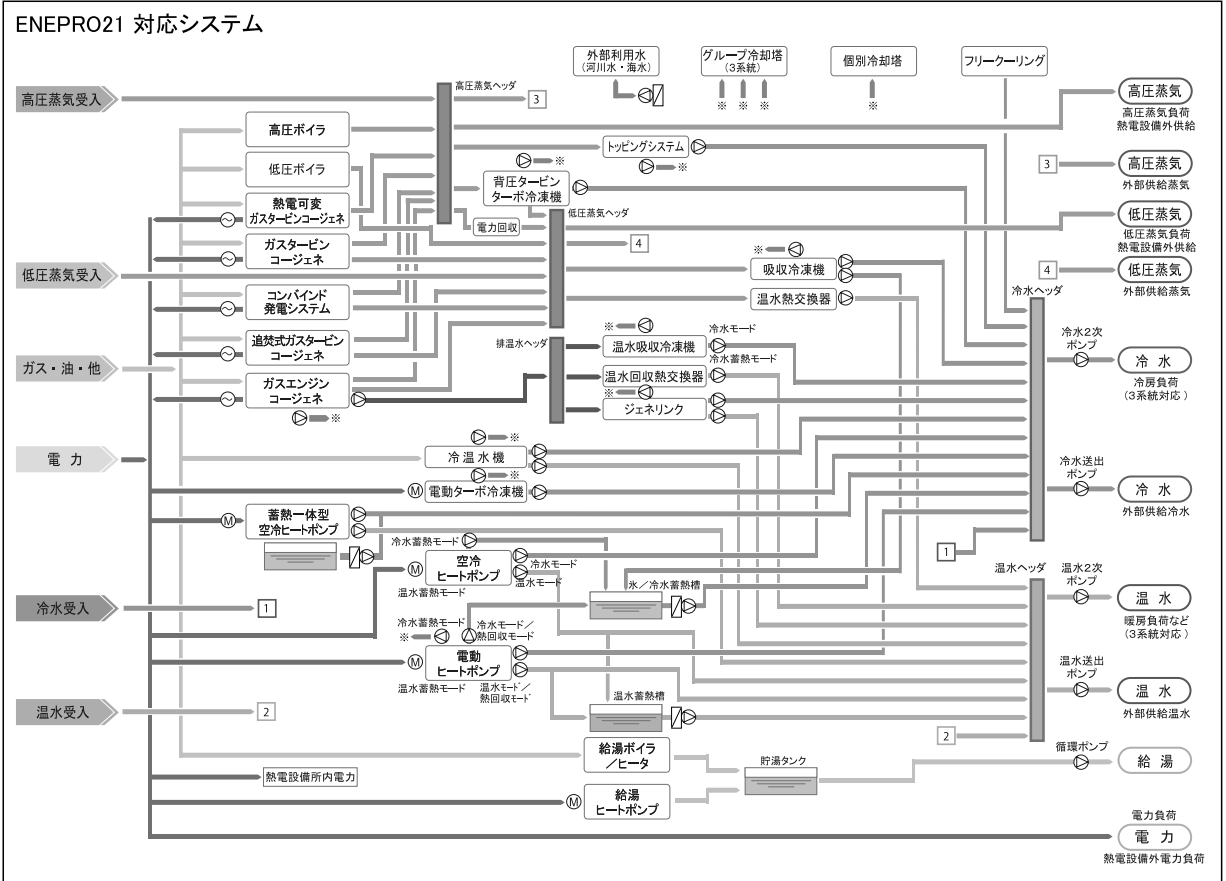 ENEPRO21 対応システム
外部利用水
(河川水・海水)
グループ冷却塔
(3系統)
個別冷却塔
フリークーリング
※
※
※
※
高圧蒸気受入
高圧蒸気ヘッダ
3
高圧蒸気
高圧蒸気負荷
熱電設備外供給
高圧ボイラ
トッピングシステム
※
※
低圧ボイラ
背圧タービン
ターボ冷凍機
3
高圧蒸気
外部供給蒸気
熱電可変
ガスタービンコージェネ
電力回収
低圧蒸気ヘッダ
低圧蒸気
低圧蒸気負荷
熱電設備外供給
ガスタービン
コージェネ
4
※
低圧蒸気受入
吸収冷凍機
4
低圧蒸気
外部供給蒸気
コンバインド
発電システム
温水熱交換器
冷水ヘッダ
追焚式ガスタービン
コージェネ
排温水ヘッダ
※
温水吸収冷凍機
冷水モード
冷水蓄熱モード
冷水2次
ポンプ
冷 水
冷房負荷
(3系統対応)
ガス・油・他
ガスエンジン
コージェネ
※
温水回収熱交換器
※
ジェネリンク
電 力
※
冷 温 水 機
※
電動ターボ冷凍機
M
冷水送出
ポンプ
冷 水
外部供給冷水
M
蓄熱一体型
空冷ヒートポンプ
冷水蓄熱モード
M
空冷
ヒートポンプ
冷水モード
温水モード
温水蓄熱モード
氷/冷水蓄熱槽
1
温水ヘッダ
温水2次
ポンプ
温 水
暖房負荷など
(3系統対応)
冷水受入
1
冷水蓄熱モード
※
冷水モード/
熱回収モード
M
電動
ヒートポンプ
温水蓄熱モード
温水モード/
熱回収モード
温水蓄熱槽
温水送出
ポンプ
温 水
外部供給温水
温水受入
2
2
給湯ボイラ
/ヒータ
貯湯タンク
循環ポンプ
給 湯
熱電設備所内電力
M
給湯
ヒートポンプ
電力負荷
電 力
熱電設備外電力負荷